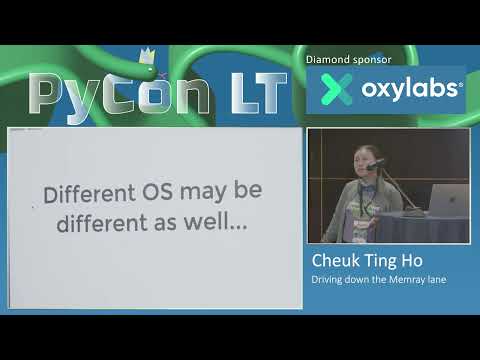 PyCon LT
Diamond sponsor
oxylabs®
Different OS may be
different as well...
Cheuk Ting Ho
Driving down the Memray lane